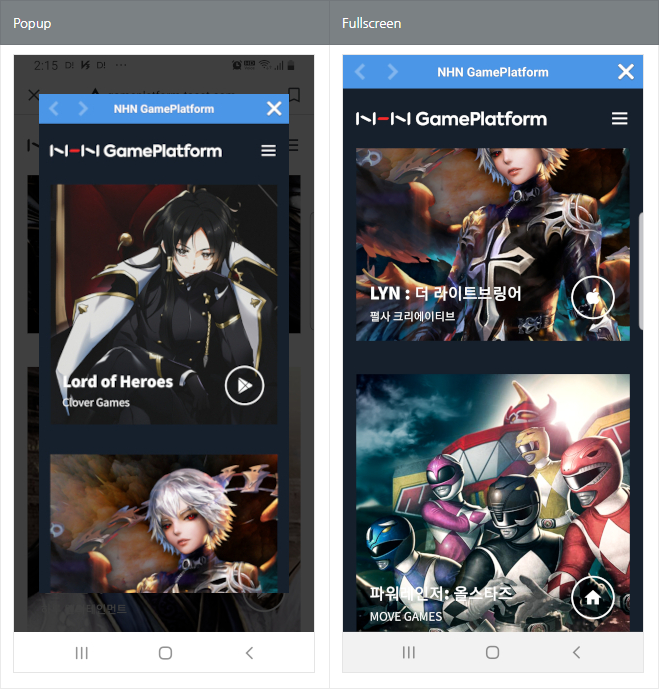 Popup
Fullscreen
2:15
NHN GamePlatform
NHN GamePlatform
Lord of Heroes
Clover Games
NHN GamePlatform
NHN GamePlatform
LYN : 더 라이트브링어
펄사 크리에이티브
파워레인저: 올스타즈
MOVE GAMES